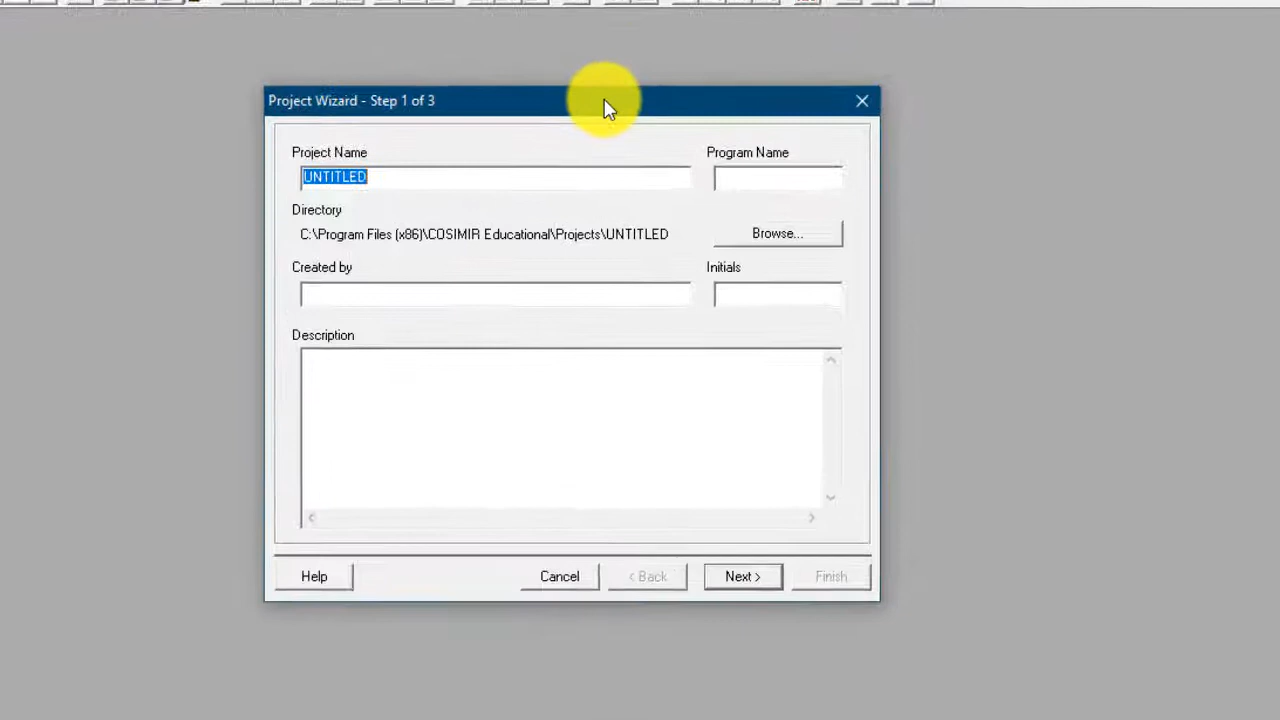 Project Wizard - Step 1 of 3
Project Name
Program Name
UNTITLED
Directory
C:\Program Files (x86)\COSIMIR Educational\Projects\UNTITLED
Browse...
Created by
Initials
Description
Help
Cancel
< Back
Next >
Finish